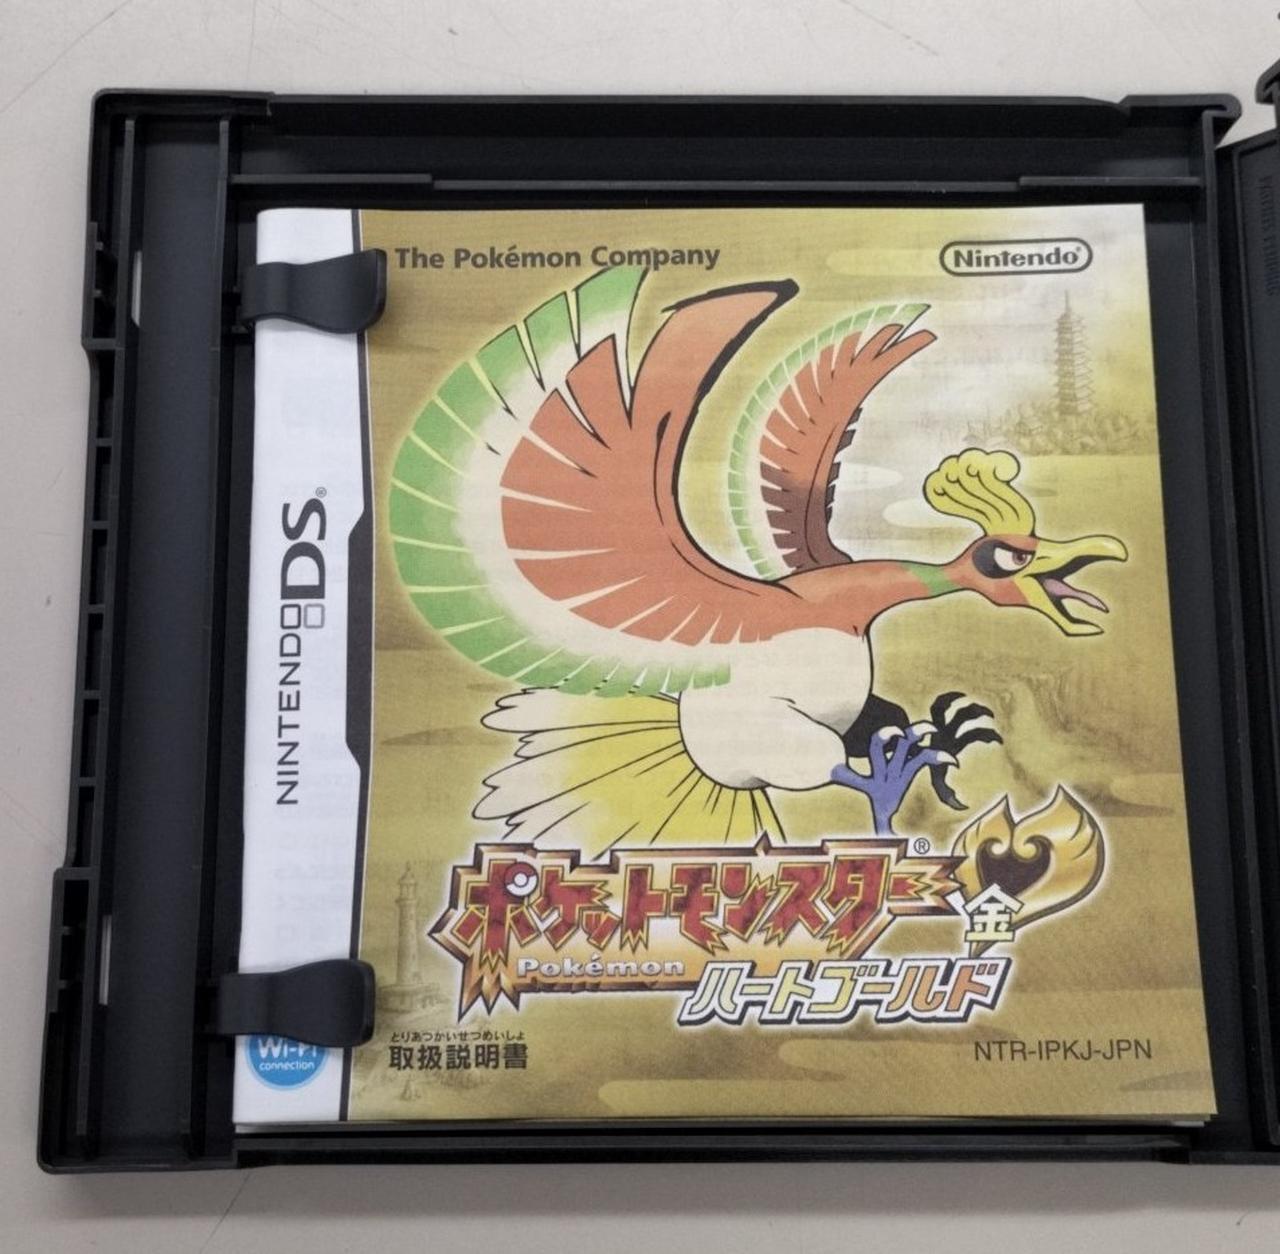 The Pokémon Company
Nintendo®
NINTENDO DS®
ポケットモンスター®
金
Pokémon
ハートゴールド
とりあつかいせつめいしょ
取扱説明書
NTR-IPKJ-JPN
Wi-Fi
connection